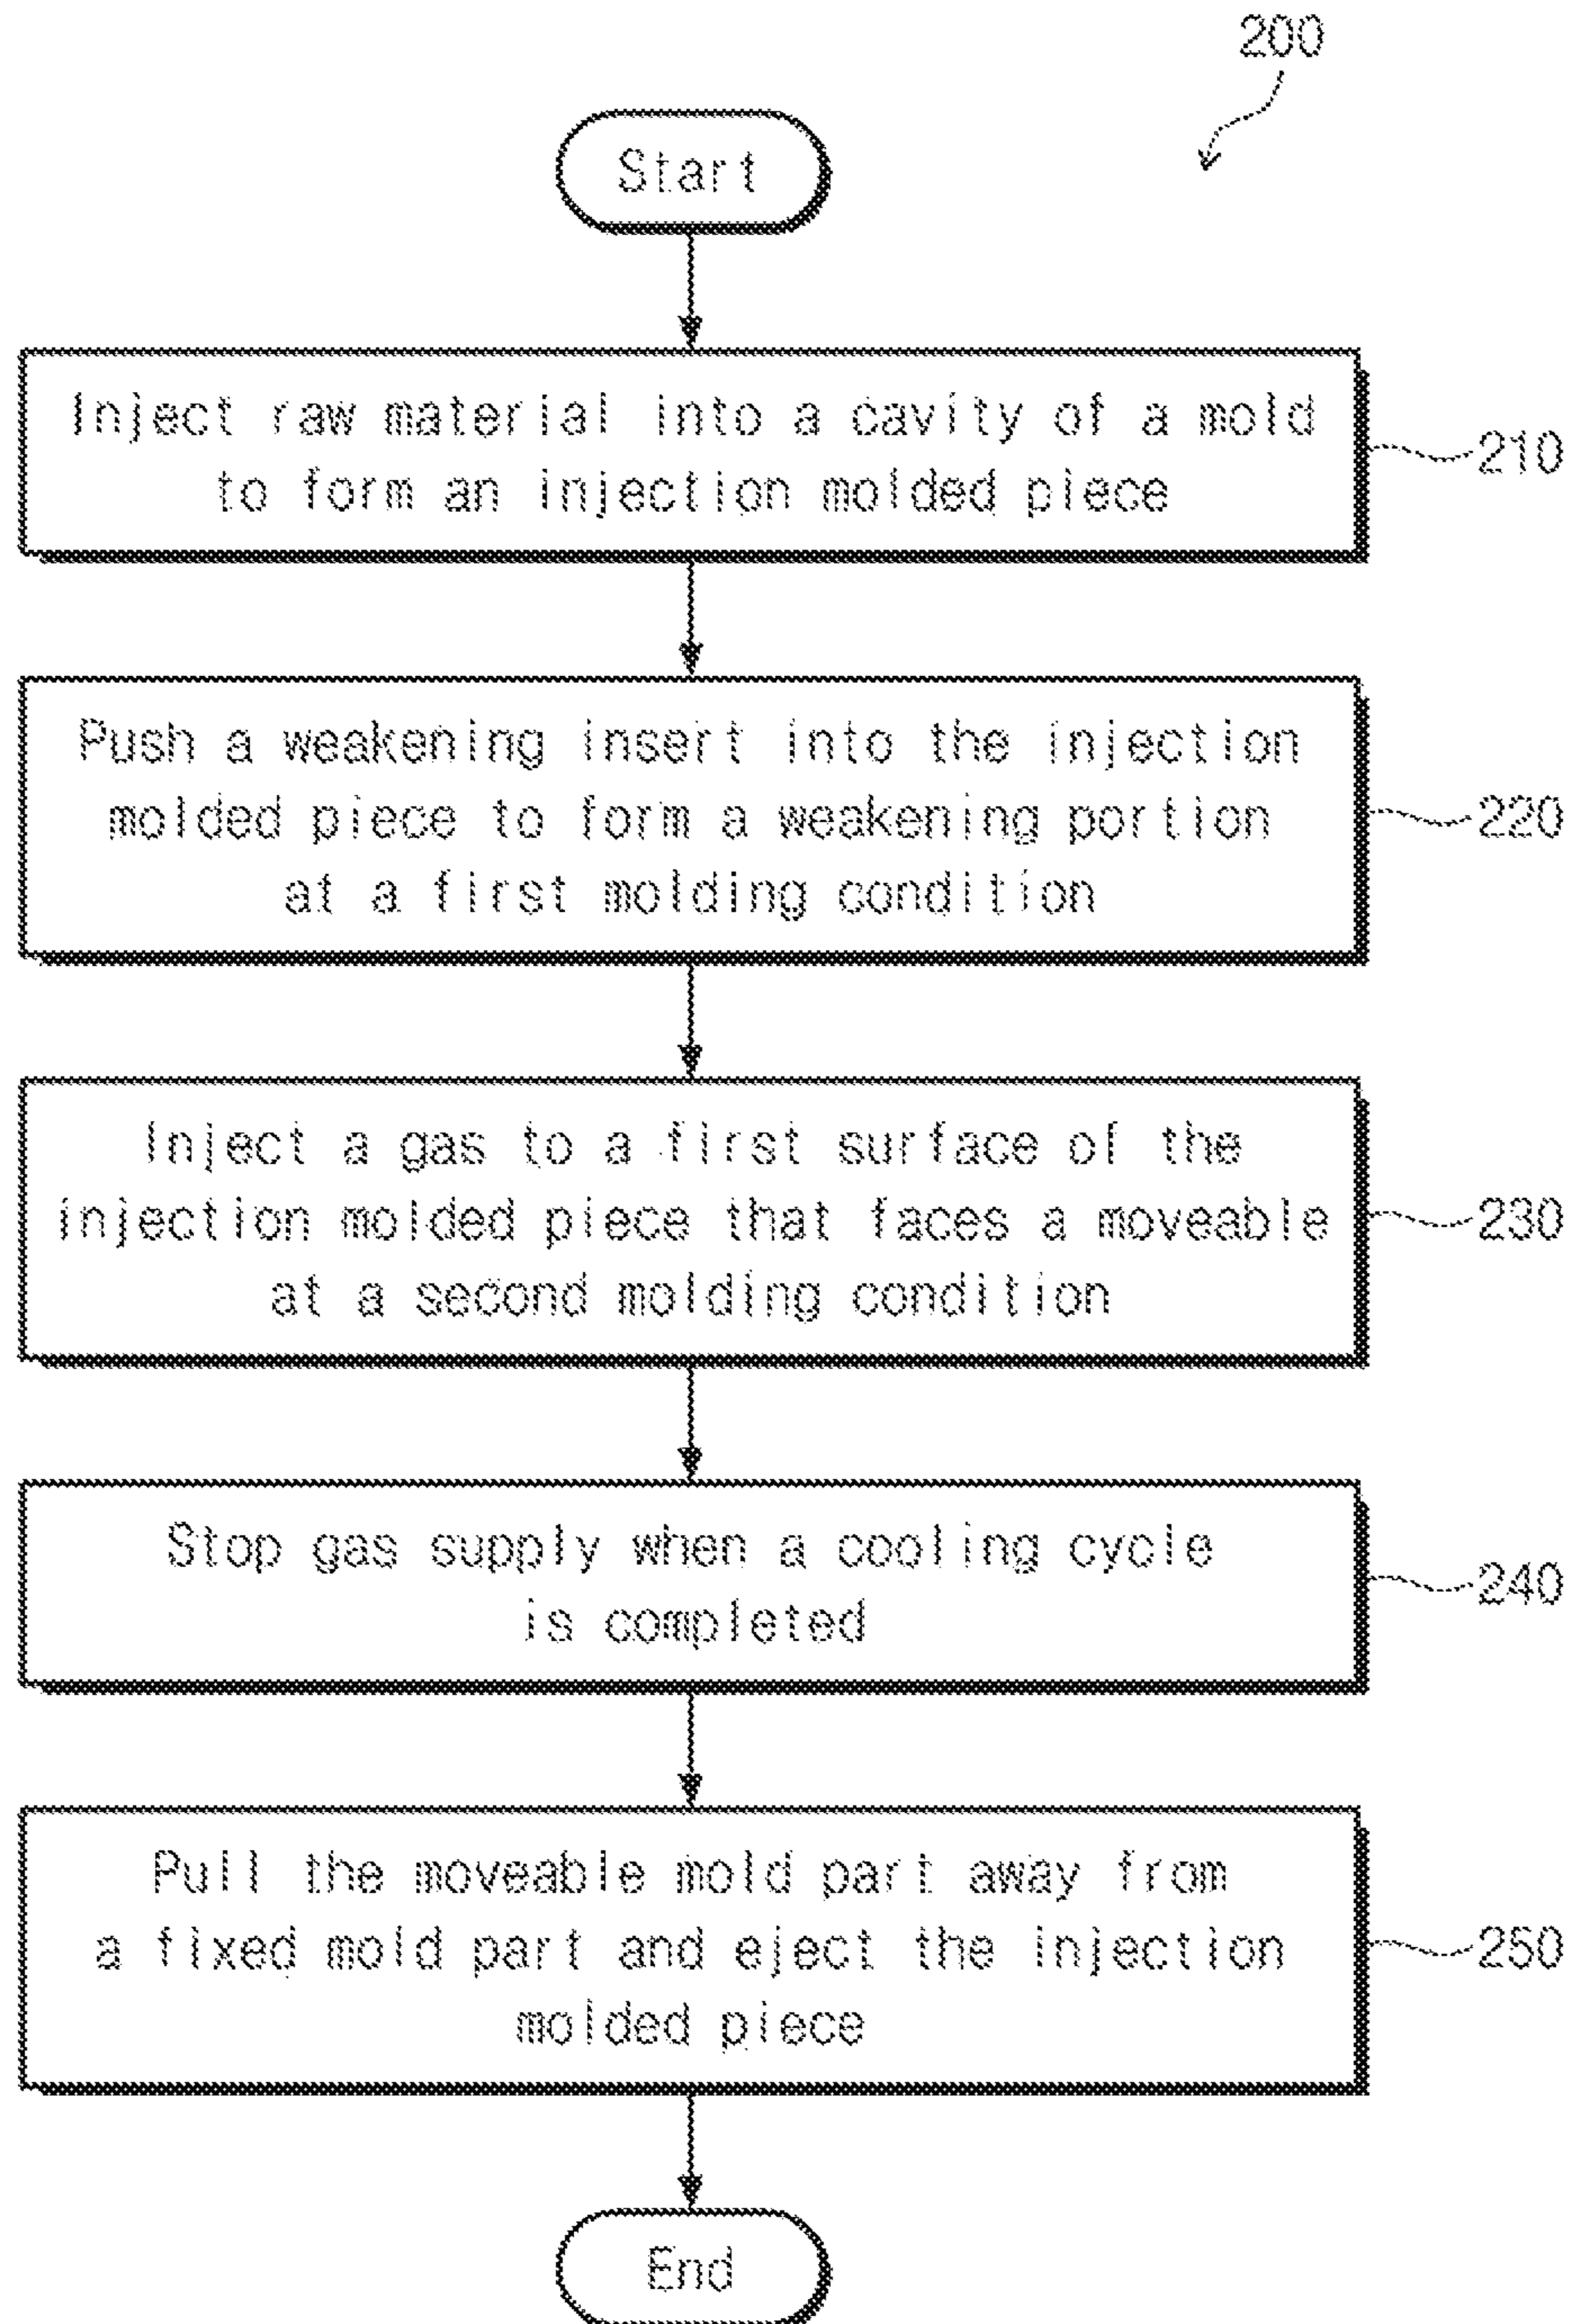 200
Start
Inject raw material into a cavity of a mold
to form an injection molded piece
210
Push a weakening insert into the injection
molded piece to form a weakening portion
at a first molding condition
220
Inject a gas to a first surface of the
injection molded piece that faces a moveable
at a second molding condition
230
Stop gas supply when a cooling cycle
is completed
240
Pull the moveable mold part away from
a fixed mold part and eject the injection
molded piece
250
End